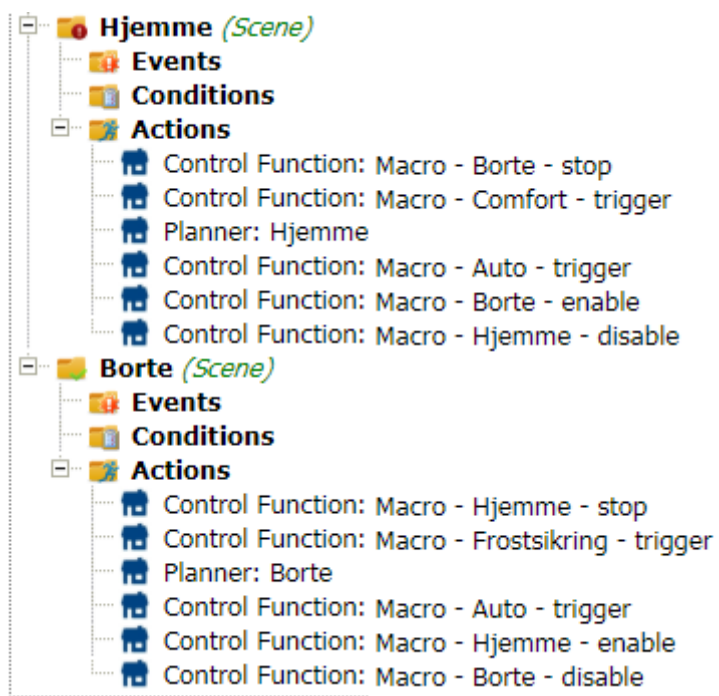 Hjemme (Scene)
Events
Conditions
Actions
Control Function: Macro - Borte - stop
Control Function: Macro - Comfort - trigger
Planner: Hjemme
Control Function: Macro - Auto - trigger
Control Function: Macro - Borte - enable
Control Function: Macro - Hjemme - disable
Borte (Scene)
Events
Conditions
Actions
Control Function: Macro - Hjemme - stop
Control Function: Macro - Frostsikring - trigger
Planner: Borte
Control Function: Macro - Auto - trigger
Control Function: Macro - Hjemme - enable
Control Function: Macro - Borte - disable